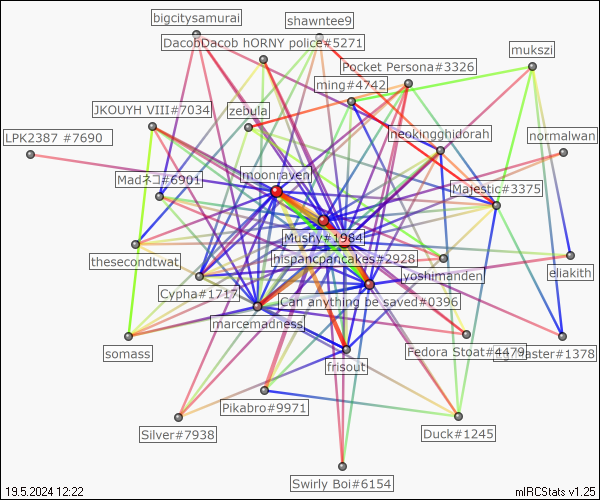 bigcitysamurai
shawntee9
DacobDacob hORNY police#5271
mukszi
Pocket Persona#3326
ming#4742
JKOUYH VIII#7034
zebula
neokingghidorah
normalwan
LPK2387 #7690
moonraven
Madネコ#6901
Majestic#3375
Mushy#1984
thesecondtwat
hispancpancakes#2928
yoshimanden
eliakith
Cypha#1717
Can anything be saved#0396
marcemadness
somass
frisout
Fedora Stoat#4479
aster#1378
Pikabro#9971
Silver#7938
Duck#1245
Swirly Boi#6154
19.5.2024 12:22
mIRCStats v1.25